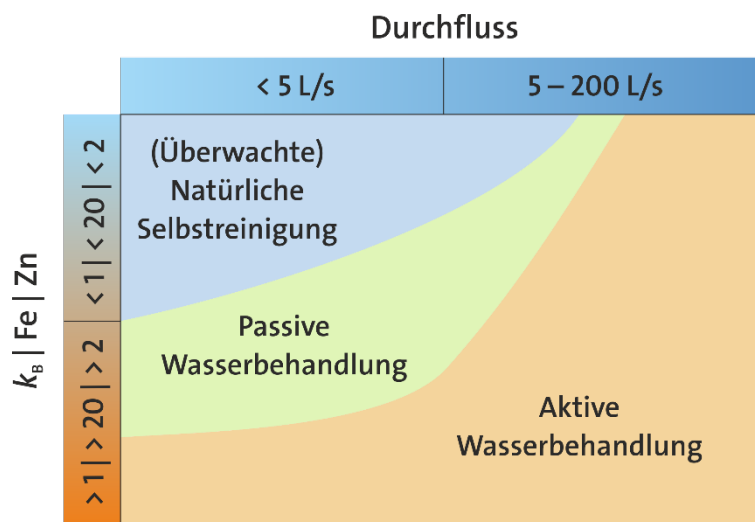 Durchfluss
< 5 L/s
5 – 200 L/s
k_B | Fe | Zn
< 1 | < 20 | < 2
> 1 | > 20 | > 2
(Überwachte)
Natürliche
Selbstreinigung
Passive
Wasserbehandlung
Aktive
Wasserbehandlung